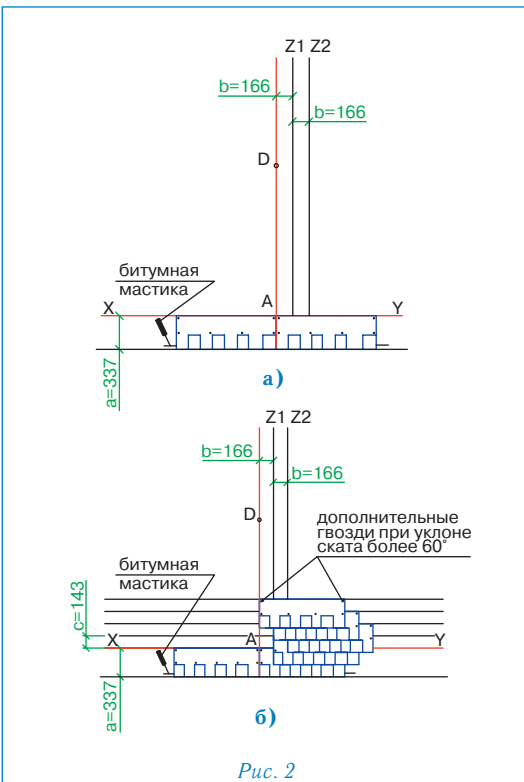 Z1 Z2
b=166
b=166
D
битумная
мастика
X
A
Y
a=337
а)
Z1 Z2
b=166
b=166
D
дополнительные
гвозди при уклоне
ската более 60°
битумная
мастика
c=143
X
A
Y
a=337
б)
Рис. 2